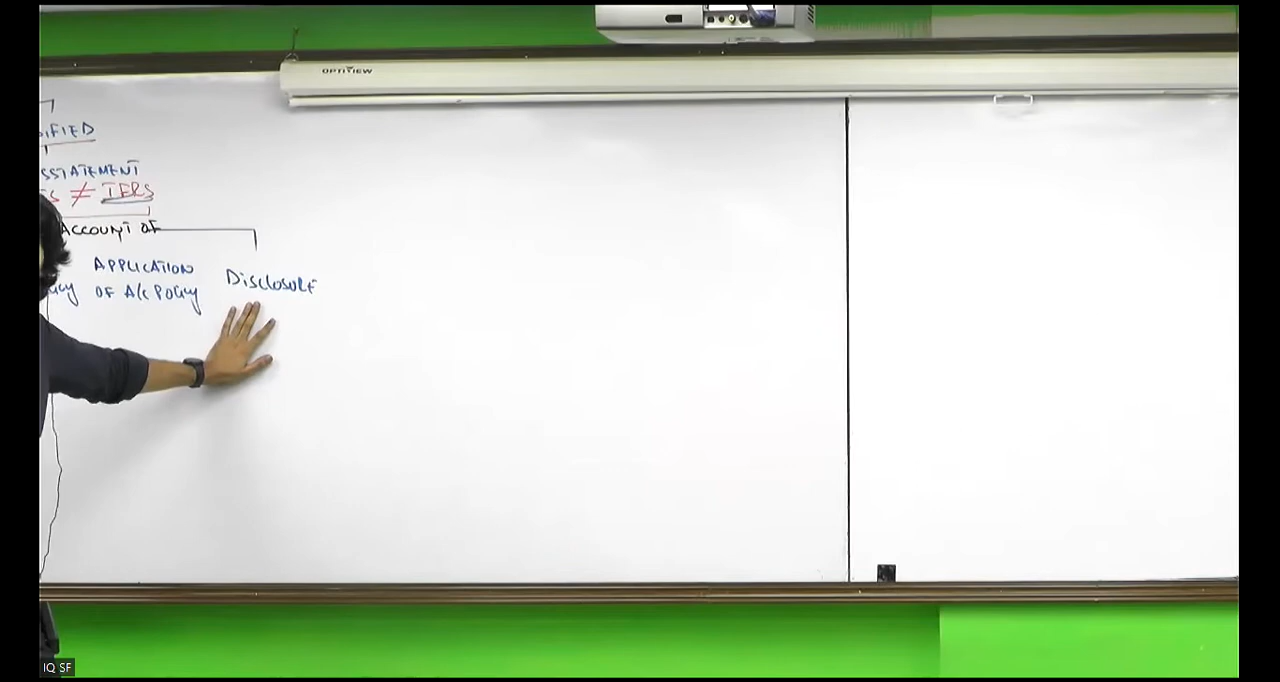 OPTIVIEW
IFIED
SSTATEMENT
≠ IFRS
ACCOUNT OF
APPLICATION
OF A/C POLICY
DISCLOSURE
IQ SF